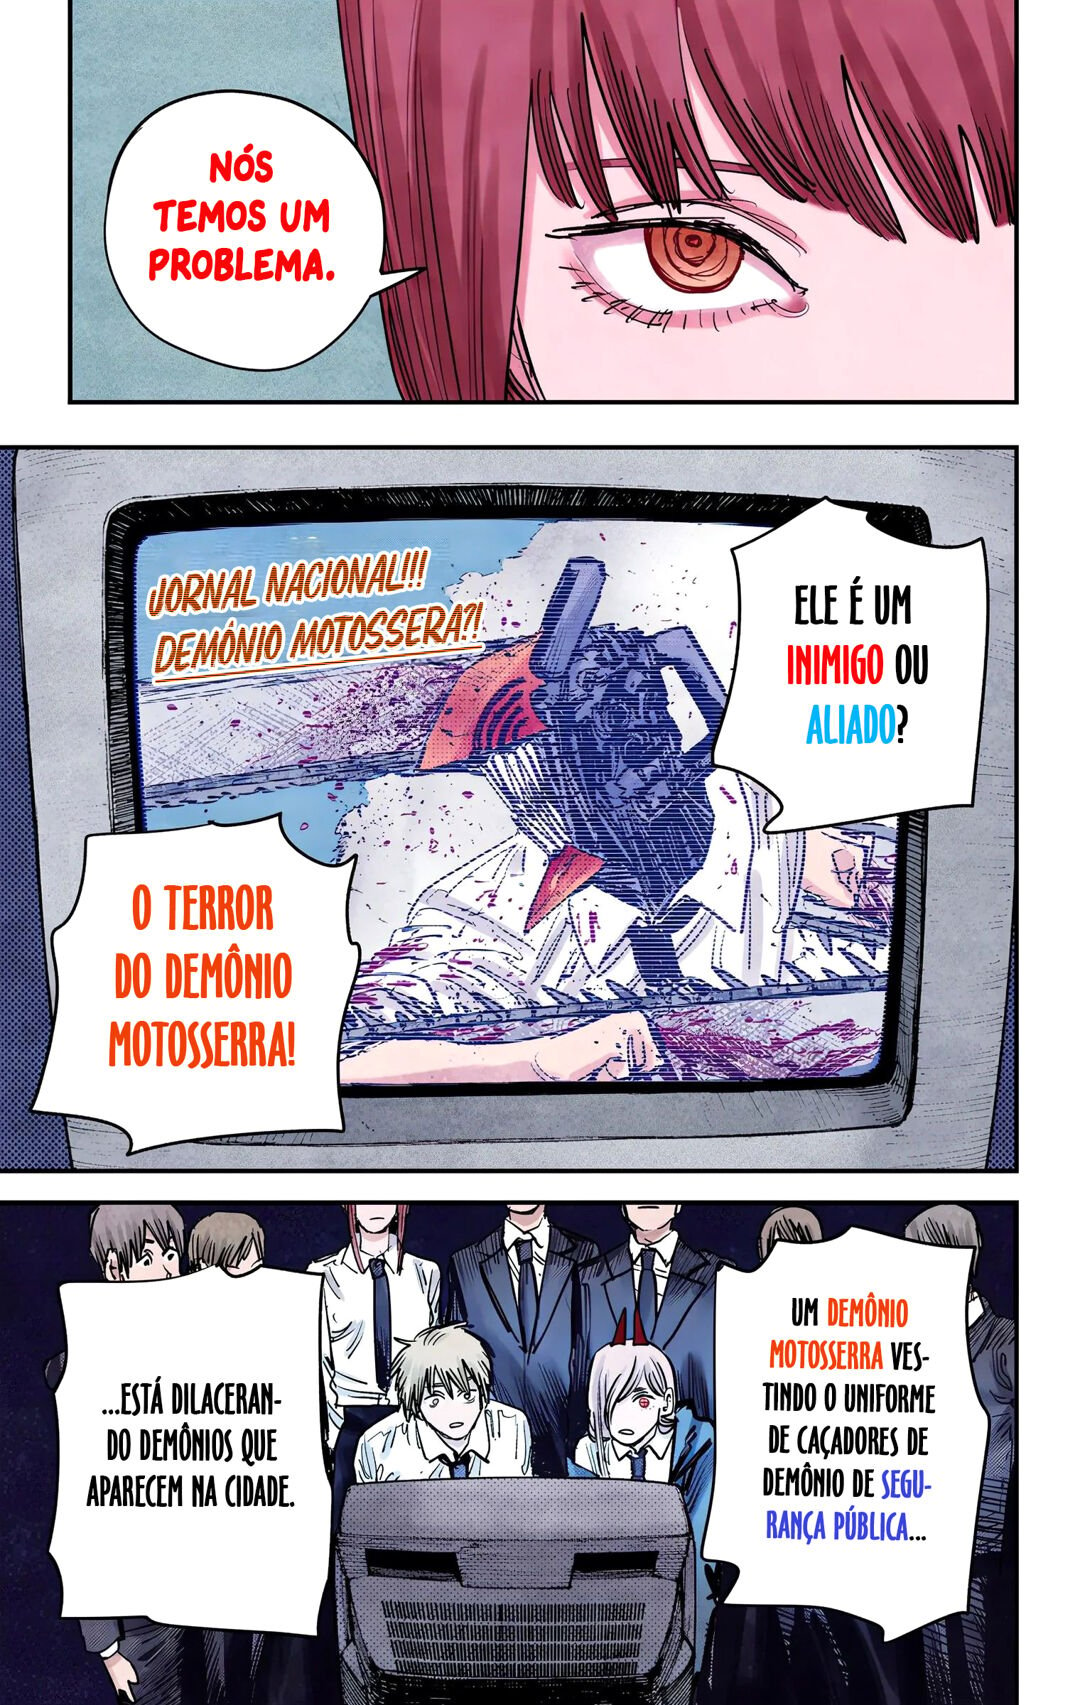 NÓS
TEMOS UM
PROBLEMA.
JORNAL NACIONAL!!!
DEMÓNIO MOTOSSERA?!
ELE É UM
INIMIGO OU
ALIADO?
O TERROR
DO DEMÔNIO
MOTOSSERRA!
UM DEMÔNIO
MOTOSSERRA VES-
TINDO O UNIFORME
DE CAÇADORES DE
DEMÔNIO DE SEGU-
RANÇA PÚBLICA...
...ESTÁ DILACERAN-
DO DEMÔNIOS QUE
APARECEM NA CIDADE.